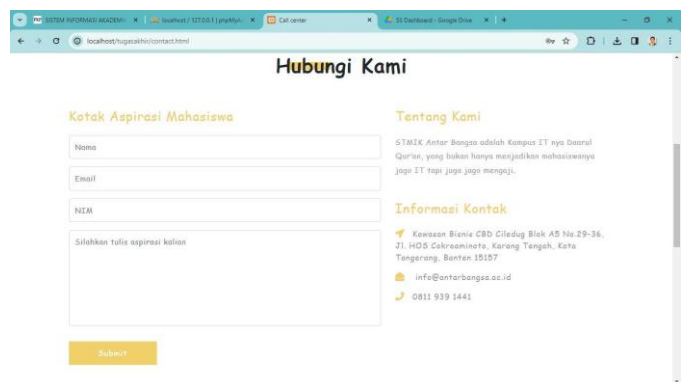 SISTEM INFORMASI AKADEMI
localhost / 127.0.0.1 | phpMyA
Call center
SS Dashboard - Google Drive
localhost/tugasakhir/contact.html
Hubungi Kami
Kotak Aspirasi Mahasiswa
Nama
Email
NIM
Silahkan tulis aspirasi kalian
Submit
Tentang Kami
STMIK Antar Bangsa adalah Kampus IT nya Daarul
Qur'an, yang bukan hanya menjadikan mahasiswanya
jago IT tapi juga jago mengaji.
Informasi Kontak
Kawasan Bisnis CBD Ciledug Blok A5 No.29-36,
Jl. HOS Cokroaminoto, Karang Tengah, Kota
Tangerang, Banten 15157
info@antarbangsa.ac.id
0811 939 1441